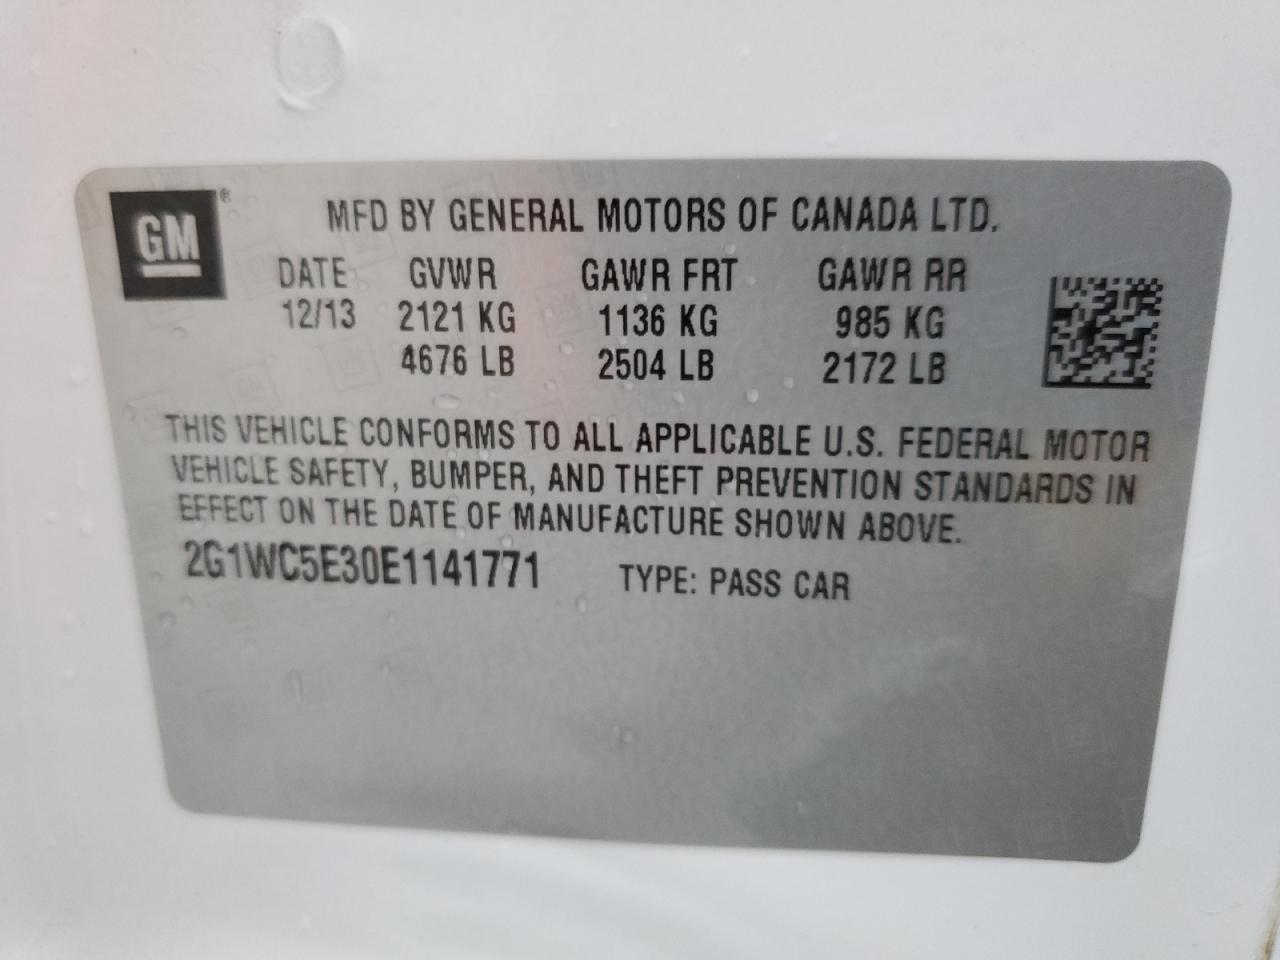 GM®
MFD BY GENERAL MOTORS OF CANADA LTD.
DATE GVWR GAWR FRT GAWR RR
12/13 2121 KG 1136 KG 985 KG
4676 LB 2504 LB 2172 LB
THIS VEHICLE CONFORMS TO ALL APPLICABLE U.S. FEDERAL MOTOR
VEHICLE SAFETY, BUMPER, AND THEFT PREVENTION STANDARDS IN
EFFECT ON THE DATE OF MANUFACTURE SHOWN ABOVE.
2G1WC5E30E1141771 TYPE: PASS CAR